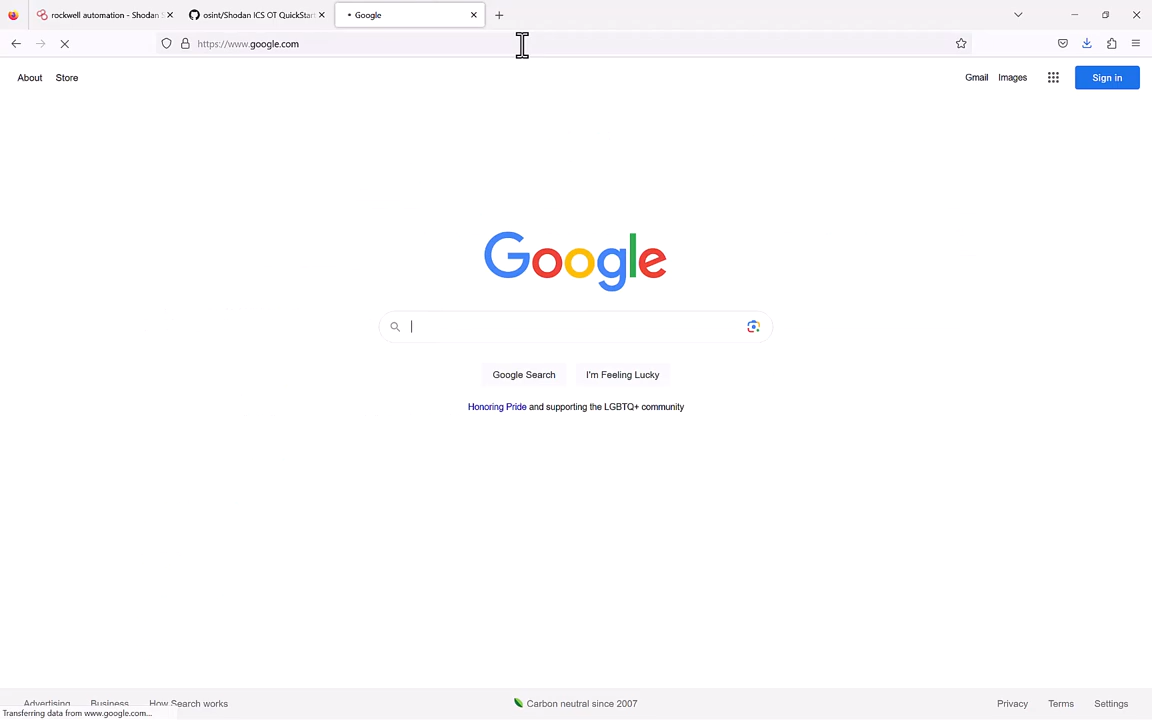 rockwell automation - Shodan S
osint/Shodan ICS OT QuickStart
Google
https://www.google.com
About
Store
Gmail
Images
Sign in
Google
Google Search
I'm Feeling Lucky
Honoring Pride and supporting the LGBTQ+ community
Advertising
Business
How Search works
Carbon neutral since 2007
Privacy
Terms
Settings
Transferring data from www.google.com...